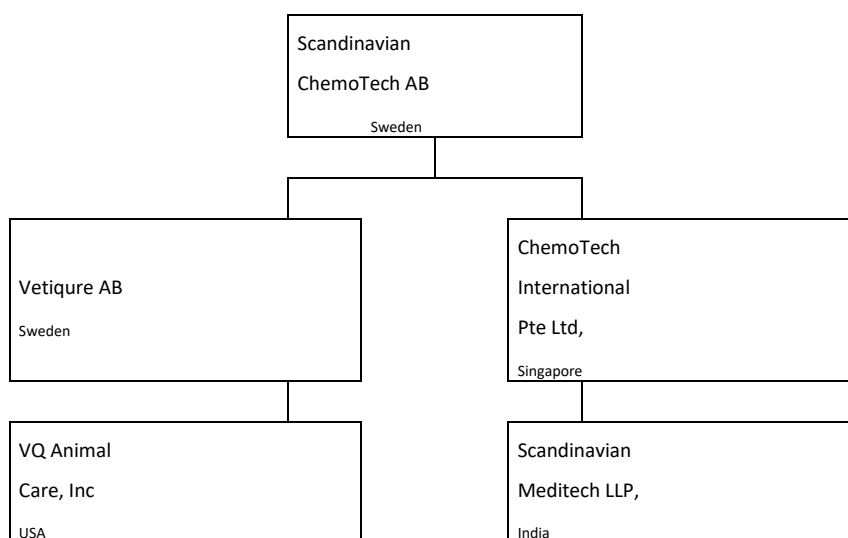 Scandinavian
ChemoTech AB
Sweden
Vetiqure AB
Sweden
ChemoTech
International
Pte Ltd,
Singapore
VQ Animal
Care, Inc
USA
Scandinavian
Meditech LLP,
India